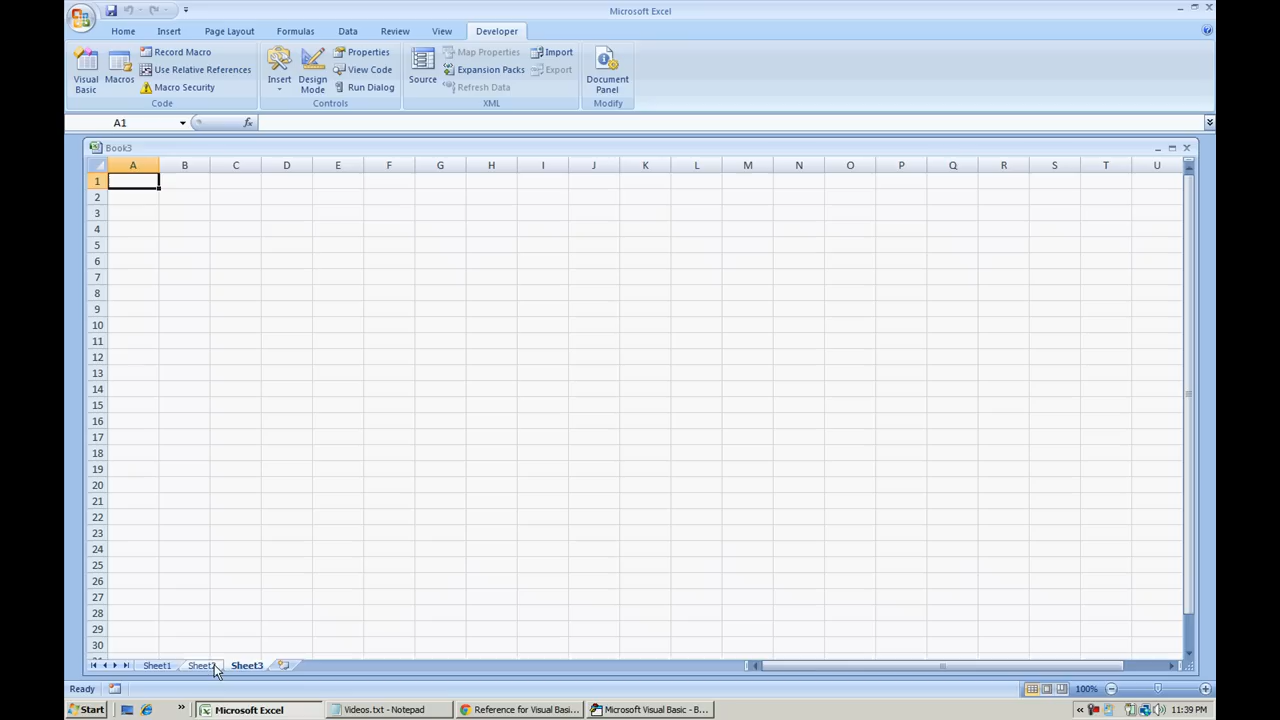 Microsoft Excel
Home Insert Page Layout Formulas Data Review View Developer
Visual Basic
Macros
Record Macro
Use Relative References
Macro Security
Code
Insert
Design Mode
Properties
View Code
Run Dialog
Controls
Source
Map Properties
Expansion Packs
Refresh Data
Import
Export
XML
Document Panel
Modify
A1
fx
Book3
A B C D E F G H I J K L M N O P Q R S T U
1
2
3
4
5
6
7
8
9
10
11
12
13
14
15
16
17
18
19
20
21
22
23
24
25
26
27
28
29
30
Sheet1 Sheet2 Sheet3
Ready
100%
Start
Microsoft Excel
Videos.txt - Notepad
Reference for Visual Basi...
Microsoft Visual Basic - B...
11:39 PM